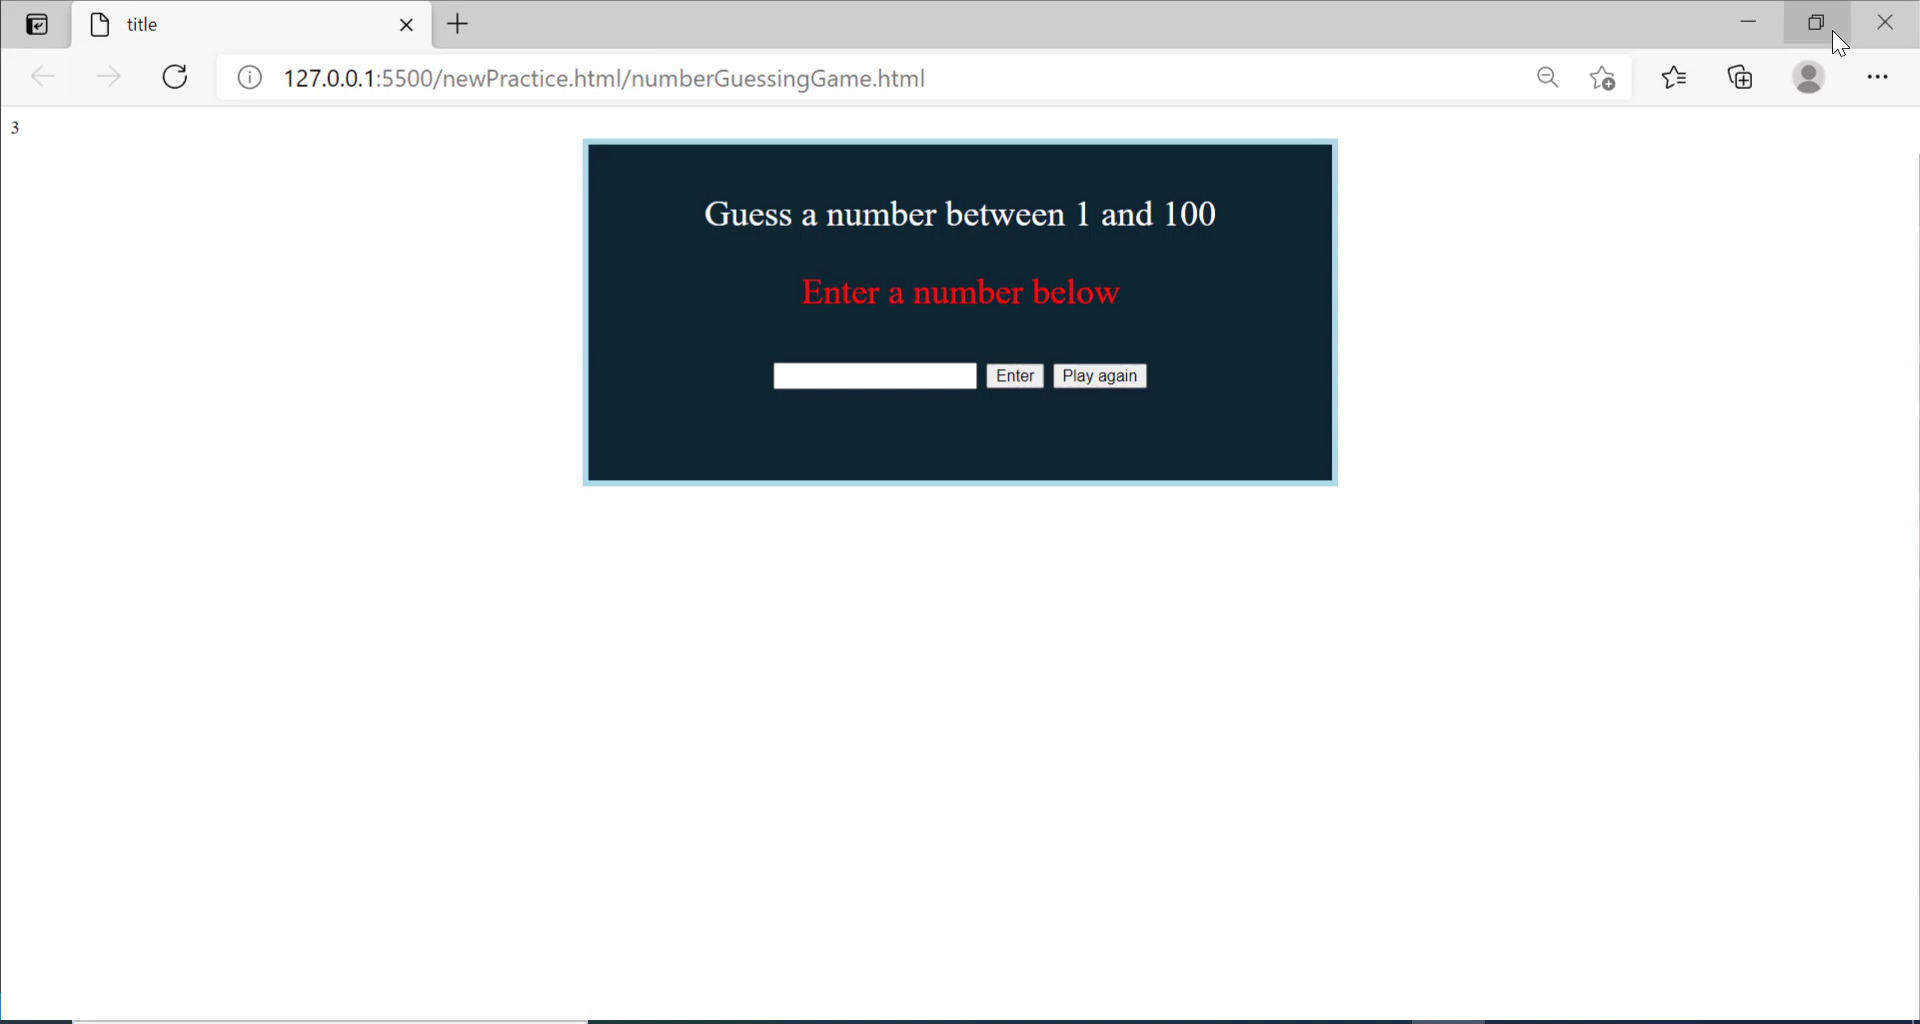 title
127.0.0.1:5500/newPractice.html/numberGuessingGame.html
3
Guess a number between 1 and 100
Enter a number below
Enter Play again